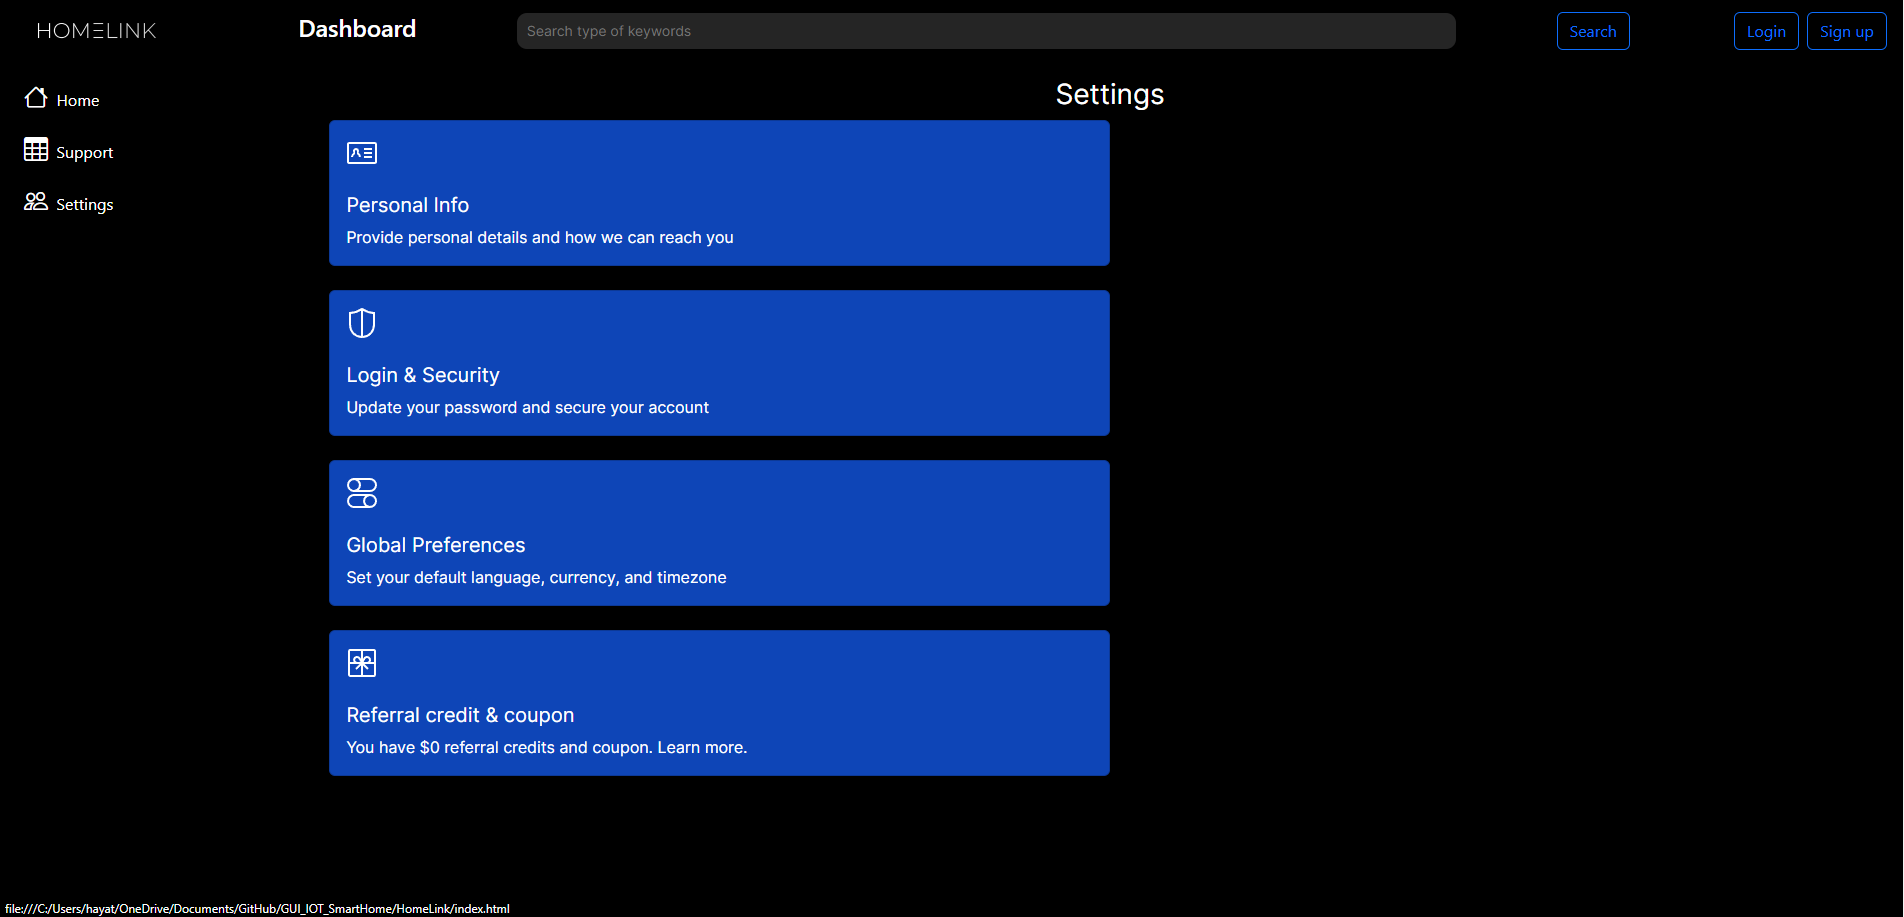 HOMELINK
Dashboard
Search type of keywords
Search
Login
Sign up
Home
Support
Settings
Settings
Personal Info
Provide personal details and how we can reach you
Login & Security
Update your password and secure your account
Global Preferences
Set your default language, currency, and timezone
Referral credit & coupon
You have $0 referral credits and coupon. Learn more.
file:///C:/Users/hayat/OneDrive/Documents/GitHub/GUI_IOT_SmartHome/HomeLink/index.html